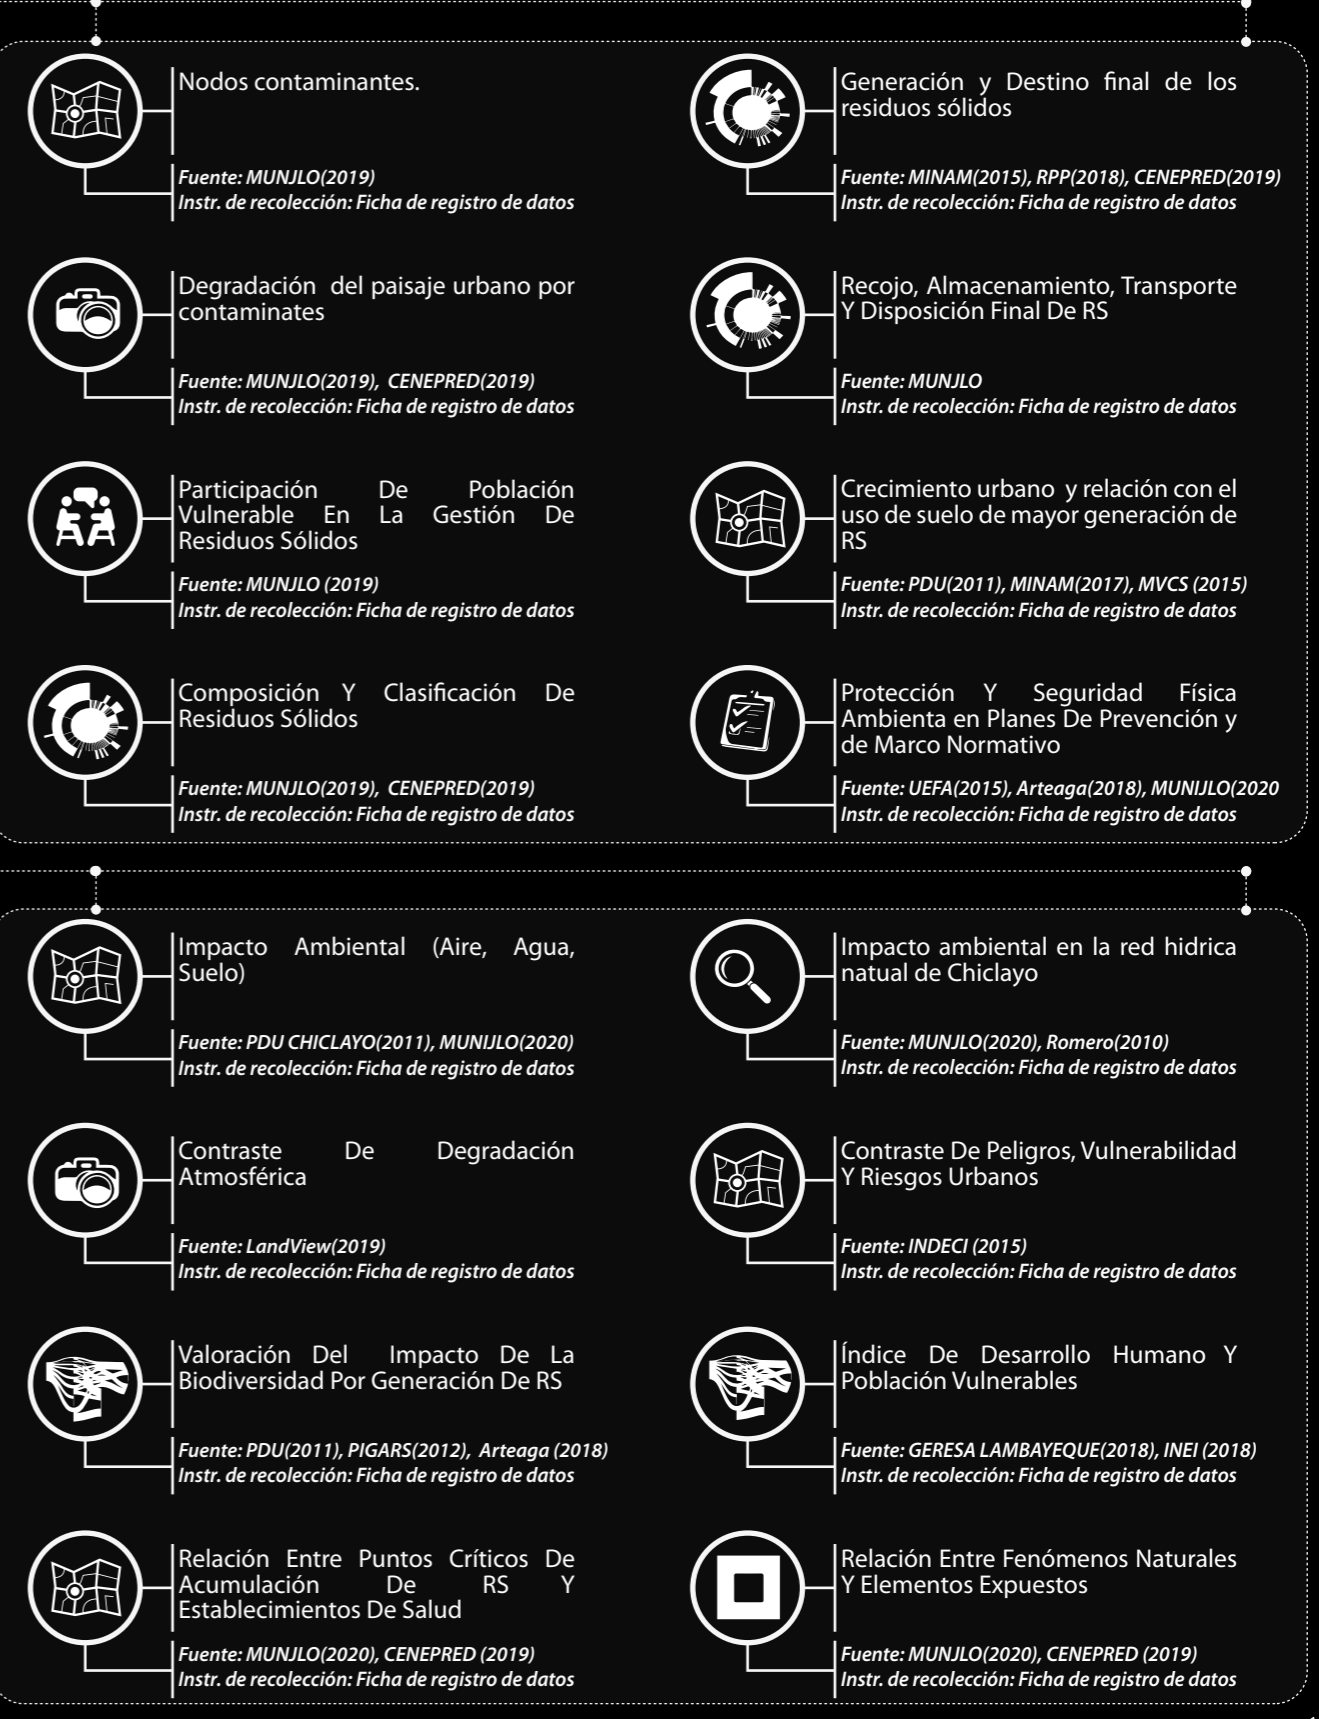 Nodos contaminantes.
Fuente: MUNJLO(2019)
Instr. de recolección: Ficha de registro de datos
Generación y Destino final de los
residuos sólidos
Fuente: MINAM(2015), RPP(2018), CENEPRED(2019)
Instr. de recolección: Ficha de registro de datos
Degradación del paisaje urbano por
contaminates
Fuente: MUNJLO(2019), CENEPRED(2019)
Instr. de recolección: Ficha de registro de datos
Recojo, Almacenamiento, Transporte
Y Disposición Final De RS
Fuente: MUNJLO
Instr. de recolección: Ficha de registro de datos
Participación De Población
Vulnerable En La Gestión De
Residuos Sólidos
Fuente: MUNJLO (2019)
Instr. de recolección: Ficha de registro de datos
Crecimiento urbano y relación con el
uso de suelo de mayor generación de
RS
Fuente: PDU(2011), MINAM(2017), MVCS (2015)
Instr. de recolección: Ficha de registro de datos
Composición Y Clasificación De
Residuos Sólidos
Fuente: MUNJLO(2019), CENEPRED(2019)
Instr. de recolección: Ficha de registro de datos
Protección Y Seguridad Física
Ambienta en Planes De Prevención y
de Marco Normativo
Fuente: UEFA(2015), Arteaga(2018), MUNIJLO(2020
Instr. de recolección: Ficha de registro de datos
Impacto Ambiental (Aire, Agua,
Suelo)
Fuente: PDU CHICLAYO(2011), MUNIJLO(2020)
Instr. de recolección: Ficha de registro de datos
Impacto ambiental en la red hidrica
natual de Chiclayo
Fuente: MUNJLO(2020), Romero(2010)
Instr. de recolección: Ficha de registro de datos
Contraste De Degradación
Atmosférica
Fuente: LandView(2019)
Instr. de recolección: Ficha de registro de datos
Contraste De Peligros, Vulnerabilidad
Y Riesgos Urbanos
Fuente: INDECI (2015)
Instr. de recolección: Ficha de registro de datos
Valoración Del Impacto De La
Biodiversidad Por Generación De RS
Fuente: PDU(2011), PIGARS(2012), Arteaga (2018)
Instr. de recolección: Ficha de registro de datos
Índice De Desarrollo Humano Y
Población Vulnerables
Fuente: GERESA LAMBAYEQUE(2018), INEI (2018)
Instr. de recolección: Ficha de registro de datos
Relación Entre Puntos Críticos De
Acumulación De RS Y
Establecimientos De Salud
Fuente: MUNJLO(2020), CENEPRED (2019)
Instr. de recolección: Ficha de registro de datos
Relación Entre Fenómenos Naturales
Y Elementos Expuestos
Fuente: MUNJLO(2020), CENEPRED (2019)
Instr. de recolección: Ficha de registro de datos